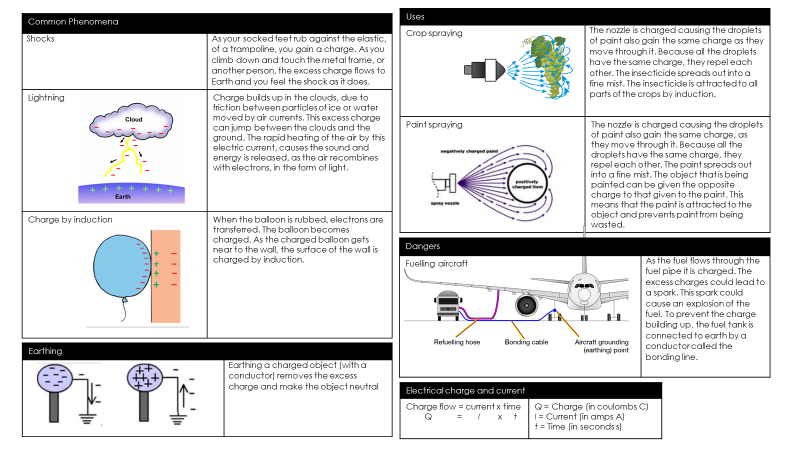 Common Phenomena
Shocks
As your socked feet rub against the elastic,
of a trampoline, you gain a charge. As you
climb down and touch the metal frame, or
another person, the excess charge flows to
Earth and you feel the shock as it does.
Lightning
Cloud
Earth
Charge builds up in the clouds, due to
friction between particles of ice or water
moved by air currents. This excess charge
can jump between the clouds and the
ground. The rapid heating of the air by this
electric current, causes the sound and
energy is released, as the air recombines
with electrons, in the form of light.
Charge by induction
When the balloon is rubbed, electrons are
transferred. The balloon becomes
charged. As the charged balloon gets
near to the wall, the surface of the wall is
charged by induction.
Earthing
Earthing a charged object (with a
conductor) removes the excess
charge and make the object neutral
Uses
Crop spraying
The nozzle is charged causing the droplets
of paint also gain the same charge as they
move through it. Because all the droplets
have the same charge, they repel each
other. The insecticide spreads out into a
fine mist. The insecticide is attracted to all
parts of the crops by induction.
Paint spraying
negatively charged paint
positively
charged item
spray nozzle
The nozzle is charged causing the droplets
of paint also gain the same charge, as
they move through it. Because all the
droplets have the same charge, they
repel each other, The paint spreads out
into a fine mist. The object that is being
painted can be given the opposite
charge to that given to the paint. This
means that the paint is attracted to the
object and prevents paint from being
wasted.
Dangers
Fuelling aircraft
Refuelling hose
Bonding cable
Aircraft grounding
(earthing) point
As the fuel flows through the
fuel pipe it is charged. The
excess charges could lead to
a spark. This spark could
cause an explosion of the
fuel. To prevent the charge
building up, the fuel tank is
connected to earth by a
conductor called the
bonding line.
Electrical charge and current
Charge flow = current x time
Q = I x t
Q = Charge (in coulombs C)
I = Current (in amps A)
t = Time (in seconds s)